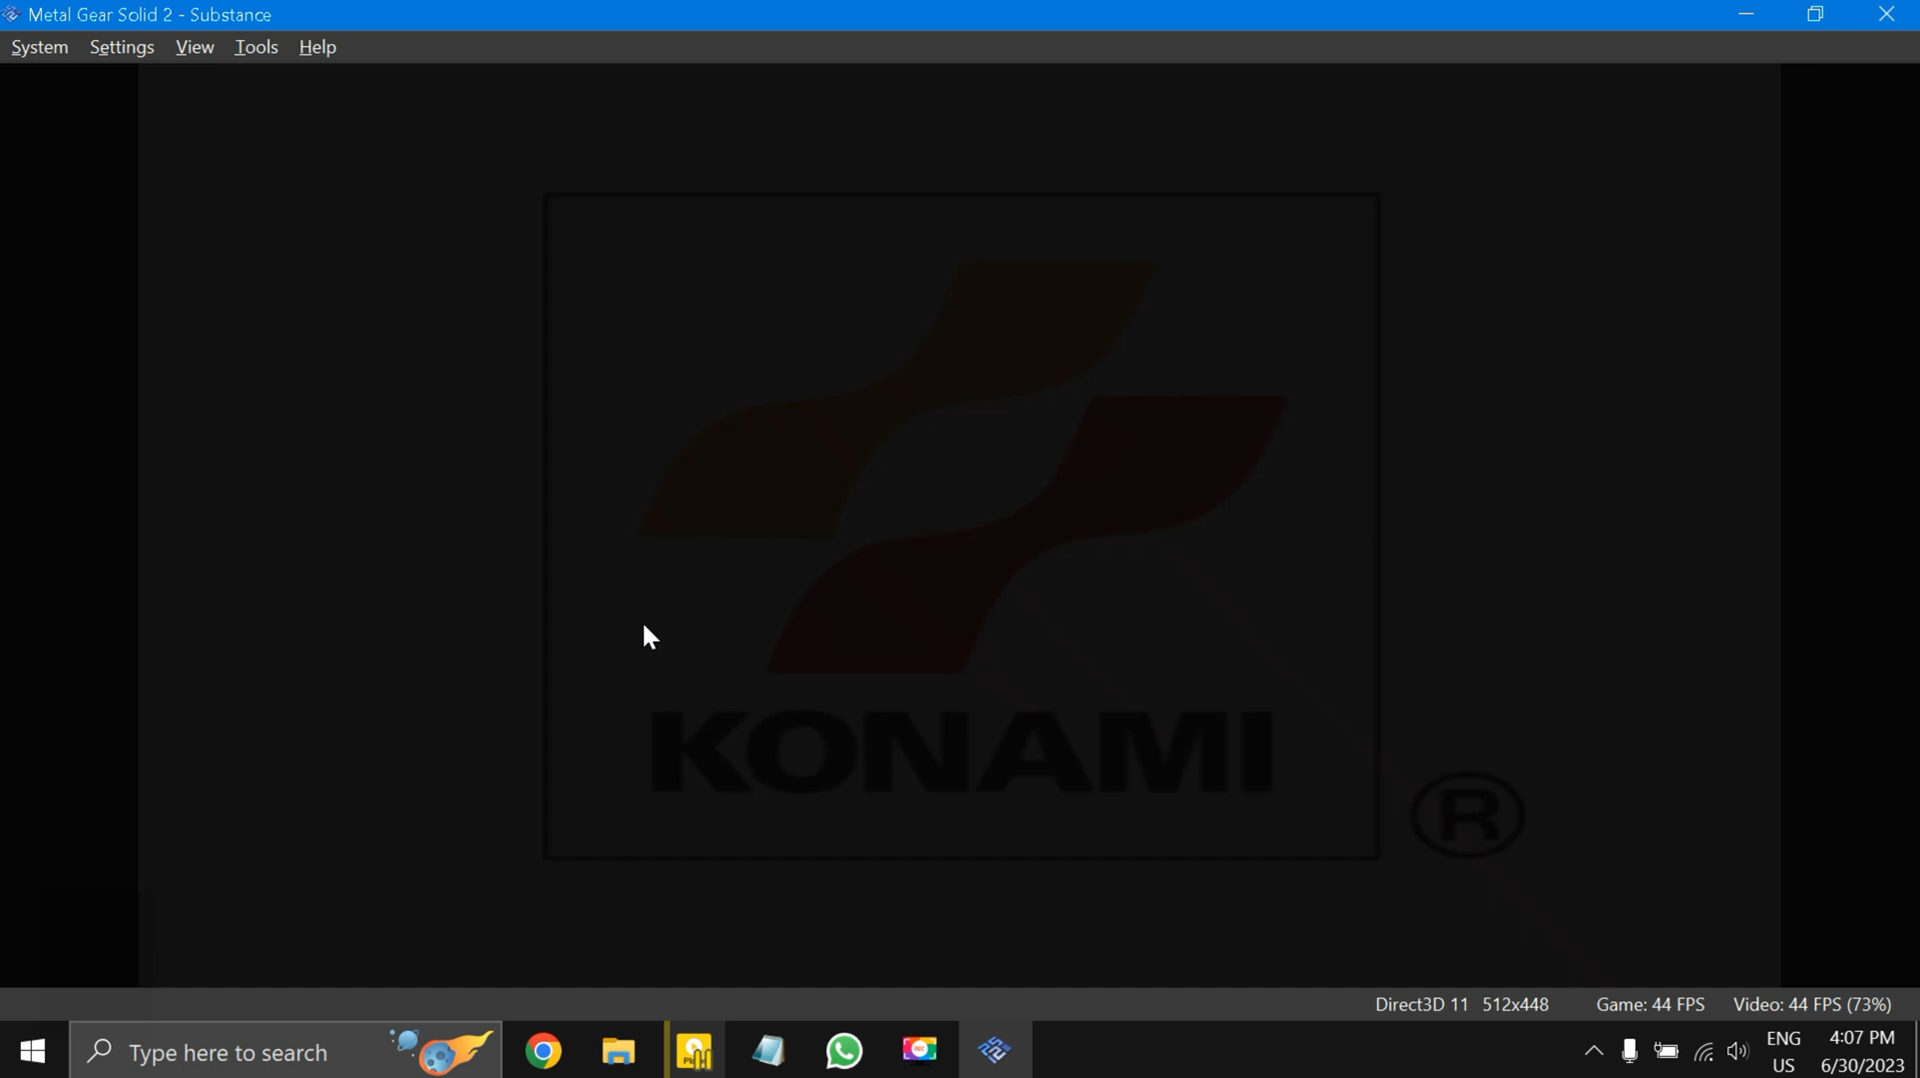 Metal Gear Solid 2 - Substance
System Settings View Tools Help
KONAMI
®
Direct3D 11 512x448 Game: 44 FPS Video: 44 FPS (73%)
Type here to search
REC
ENG
US
4:07 PM
6/30/2023